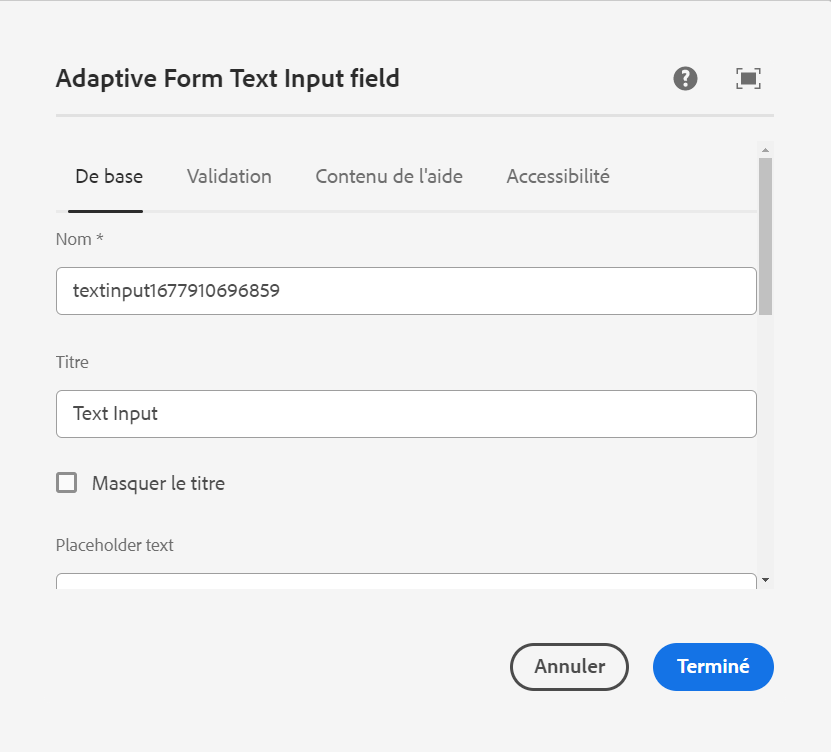 Adaptive Form Text Input field
De base Validation Contenu de l'aide Accessibilité
Nom *
textinput1677910696859
Titre
Text Input
Masquer le titre
Placeholder text
Annuler Terminé